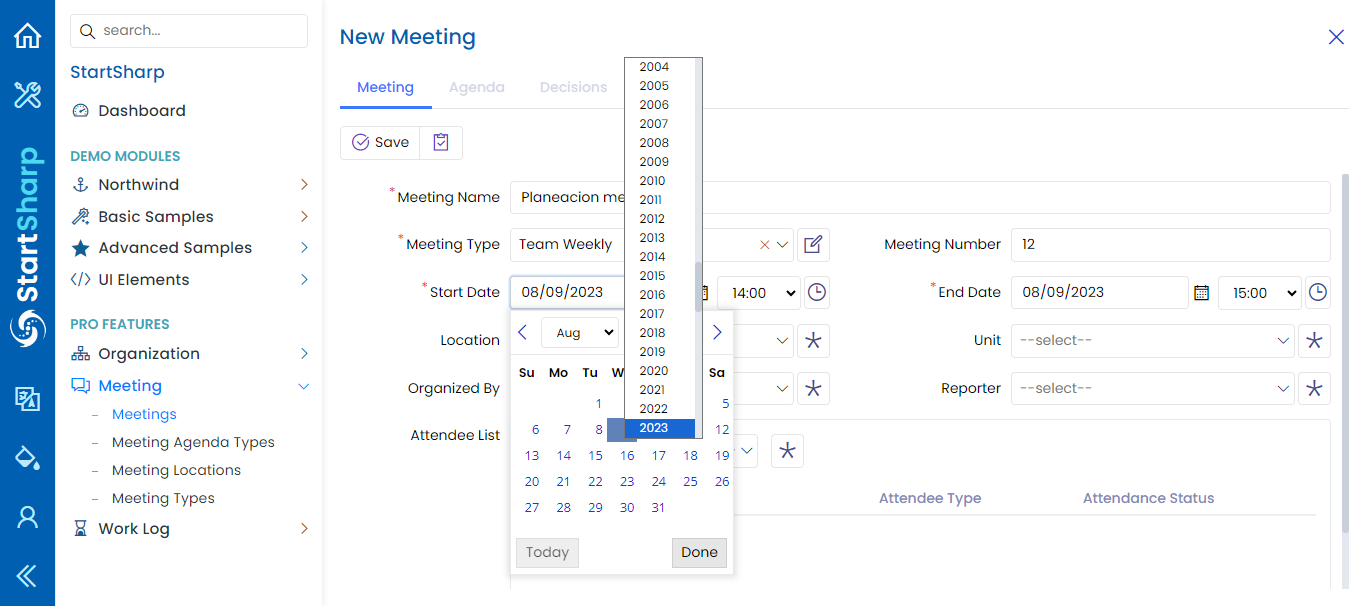 search...
StartSharp
Dashboard
DEMO MODULES
Northwind
Basic Samples
Advanced Samples
UI Elements
PRO FEATURES
Organization
Meeting
Meetings
Meeting Agenda Types
Meeting Locations
Meeting Types
Work Log
StartSharp
New Meeting
Meeting Agenda Decisions
Save
*Meeting Name Planeacion me
*Meeting Type Team Weekly Meeting Number 12
*Start Date 08/09/2023 14:00 *End Date 08/09/2023 15:00
Location Unit --select--
Organized By Reporter --select--
Attendee List
Attendee Type Attendance Status
Aug
Su Mo Tu W Sa
1 5
6 7 8 12
13 14 15 16 17 18 19
20 21 22 23 24 25 26
27 28 29 30 31
Today Done
2004
2005
2006
2007
2008
2009
2010
2011
2012
2013
2014
2015
2016
2017
2018
2019
2020
2021
2022
2023